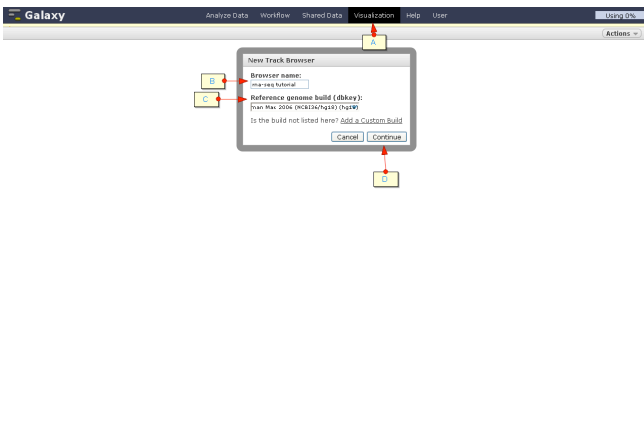 Galaxy Analyze Data Workflow Shared Data Visualization Help User Using 0%
Actions
A
New Track Browser
Browser name:
B
rna-seq tutorial
Reference genome build (dbkey):
C
Mar. 2006 (NCBI36/hg18) (hg18)
Is the build not listed here? Add a Custom Build
Cancel Continue
D